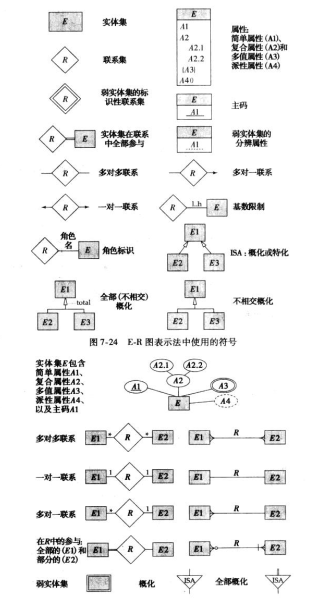 E
实体集
E
A1
A2
A2.1
A2.2
{A3}
A4()
属性:
简单属性(A1)、
复合属性(A2)和
多值属性(A3)
派性属性(A4)
R
联系集
R
弱实体集的标
识性联系集
E
A1
主码
R
E
实体集在联系
中全部参与
E
A1
弱实体集的
分辨属性
R
多对多联系
R
多对一联系
R
一对一联系
R
l..h
E
基数限制
R
角色
名
E
角色标识
E1
E2
E3
ISA:概化或特化
E1
total
E2
E3
全部(不相交)
概化
E1
E2
E3
不相交概化
图 7-24 E-R 图表示法中使用的符号
实体集E包含
简单属性A1、
复合属性A2、
多值属性A3、
派性属性A4、
以及主码A1
A2.1
A2.2
A1
A2
A3
E
A4
多对多联系
E1
*
R
*
E2
E1
R
E2
一对一联系
E1
1
R
1
E2
E1
R
E2
多对一联系
E1
*
R
1
E2
E1
R
E2
在R中的参与:
全部的(E1)和
部分的(E2)
E1
R
E2
E1
R
E2
弱实体集
概化
ISA
全部概化
ISA